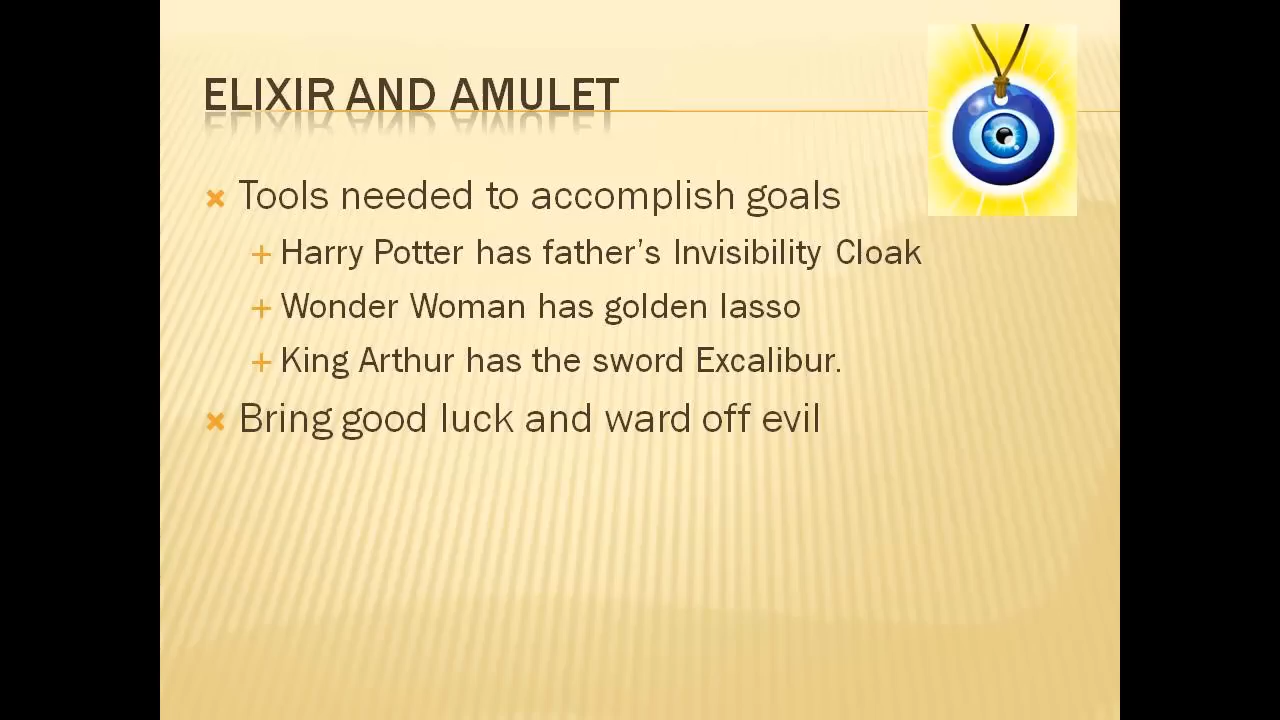 ELIXIR AND AMULET
Tools needed to accomplish goals
Harry Potter has father’s Invisibility Cloak
Wonder Woman has golden lasso
King Arthur has the sword Excalibur.
Bring good luck and ward off evil